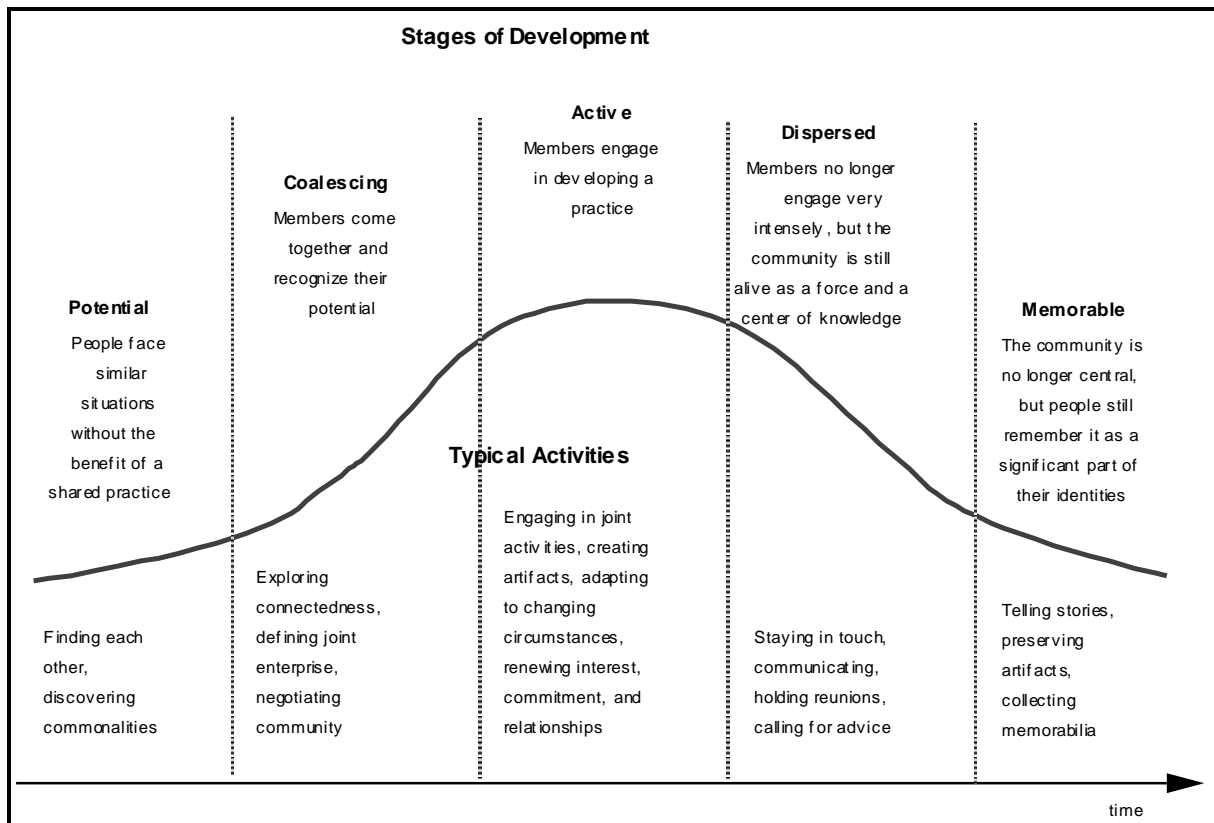 Stages of Development
Potential
People face
similar
situations
without the
benefit of a
shared practice
Coalescing
Members come
together and
recognize their
potential
Active
Members engage
in developing a
practice
Dispersed
Members no longer
engage very
intensely, but the
community is still
alive as a force and a
center of knowledge
Memorable
The community is
no longer central,
but people still
remember it as a
significant part of
their identities
Typical Activities
Finding each
other,
discovering
commonalities
Exploring
connectedness,
defining joint
enterprise,
negotiating
community
Engaging in joint
activities, creating
artifacts, adapting
to changing
circumstances,
renewing interest,
commitment, and
relationships
Staying in touch,
communicating,
holding reunions,
calling for advice
Telling stories,
preserving
artifacts,
collecting
memorabilia
time